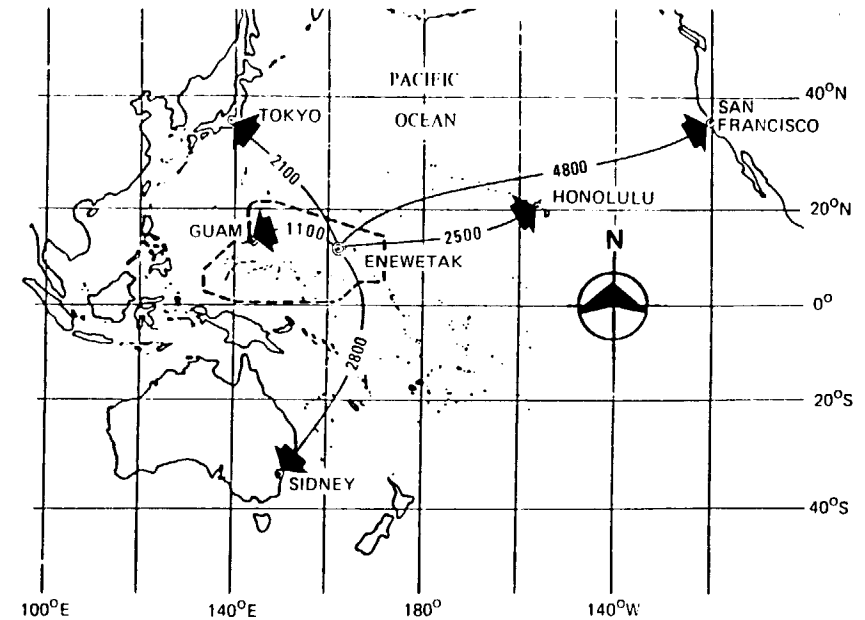 PACIFIC
OCEAN
40°N
SAN
FRANCISCO
TOKYO
2100
4800
HONOLULU
20°N
GUAM
1100
2500
N
ENEWETAK
0°
2800
20°S
SIDNEY
40°S
100°E
140°E
180°
140°W